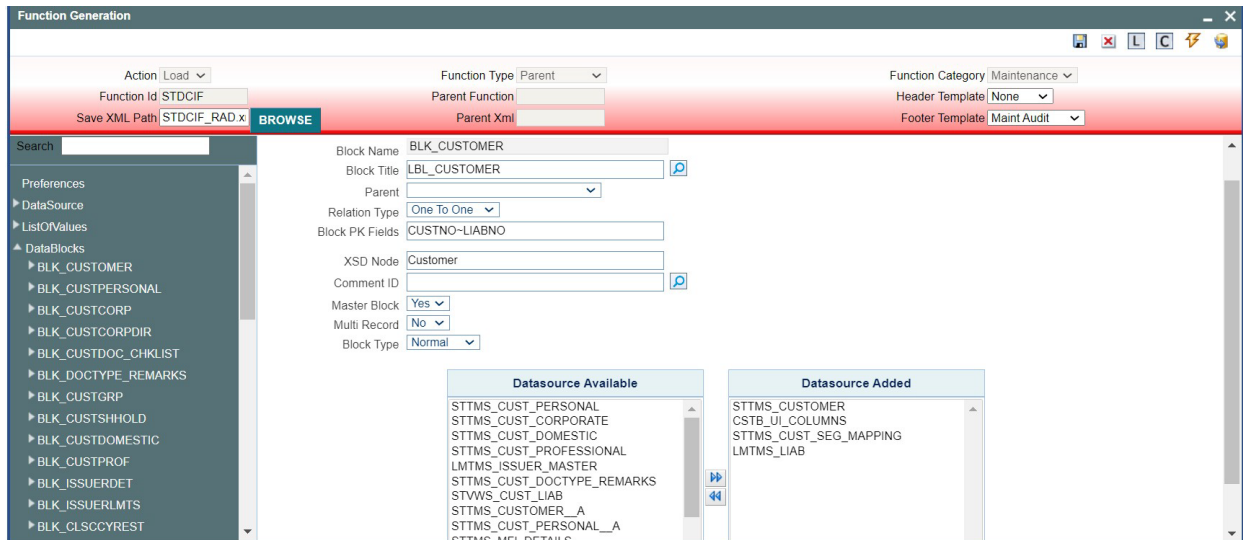 Function Generation
L C
Action Load Function Type Parent Function Category Maintenance
Function Id STDCIF Parent Function Header Template None
Save XML Path STDCIF_RAD.x BROWSE Parent Xml Footer Template Maint Audit
Search
Preferences
DataSource
ListOfValues
DataBlocks
BLK_CUSTOMER
BLK_CUSTPERSONAL
BLK_CUSTCORP
BLK_CUSTCORPDIR
BLK_CUSTDOC_CHKLIST
BLK_DOCTYPE_REMARKS
BLK_CUSTGRP
BLK_CUSTSHHOLD
BLK_CUSTDOMESTIC
BLK_CUSTPROF
BLK_ISSUERDET
BLK_ISSUERLMTS
BLK_CLSCCYREST
Block Name BLK_CUSTOMER
Block Title LBL_CUSTOMER
Parent
Relation Type One To One
Block PK Fields CUSTNO~LIABNO
XSD Node Customer
Comment ID
Master Block Yes
Multi Record No
Block Type Normal
Datasource Available
STTMS_CUST_PERSONAL
STTMS_CUST_CORPORATE
STTMS_CUST_DOMESTIC
STTMS_CUST_PROFESSIONAL
LMTMS_ISSUER_MASTER
STTMS_CUST_DOCTYPE_REMARKS
STVWS_CUST_LIAB
STTMS_CUSTOMER__A
STTMS_CUST_PERSONAL__A
STTMS_MFI_DETAILS
Datasource Added
STTMS_CUSTOMER
CSTB_UI_COLUMNS
STTMS_CUST_SEG_MAPPING
LMTMS_LIAB